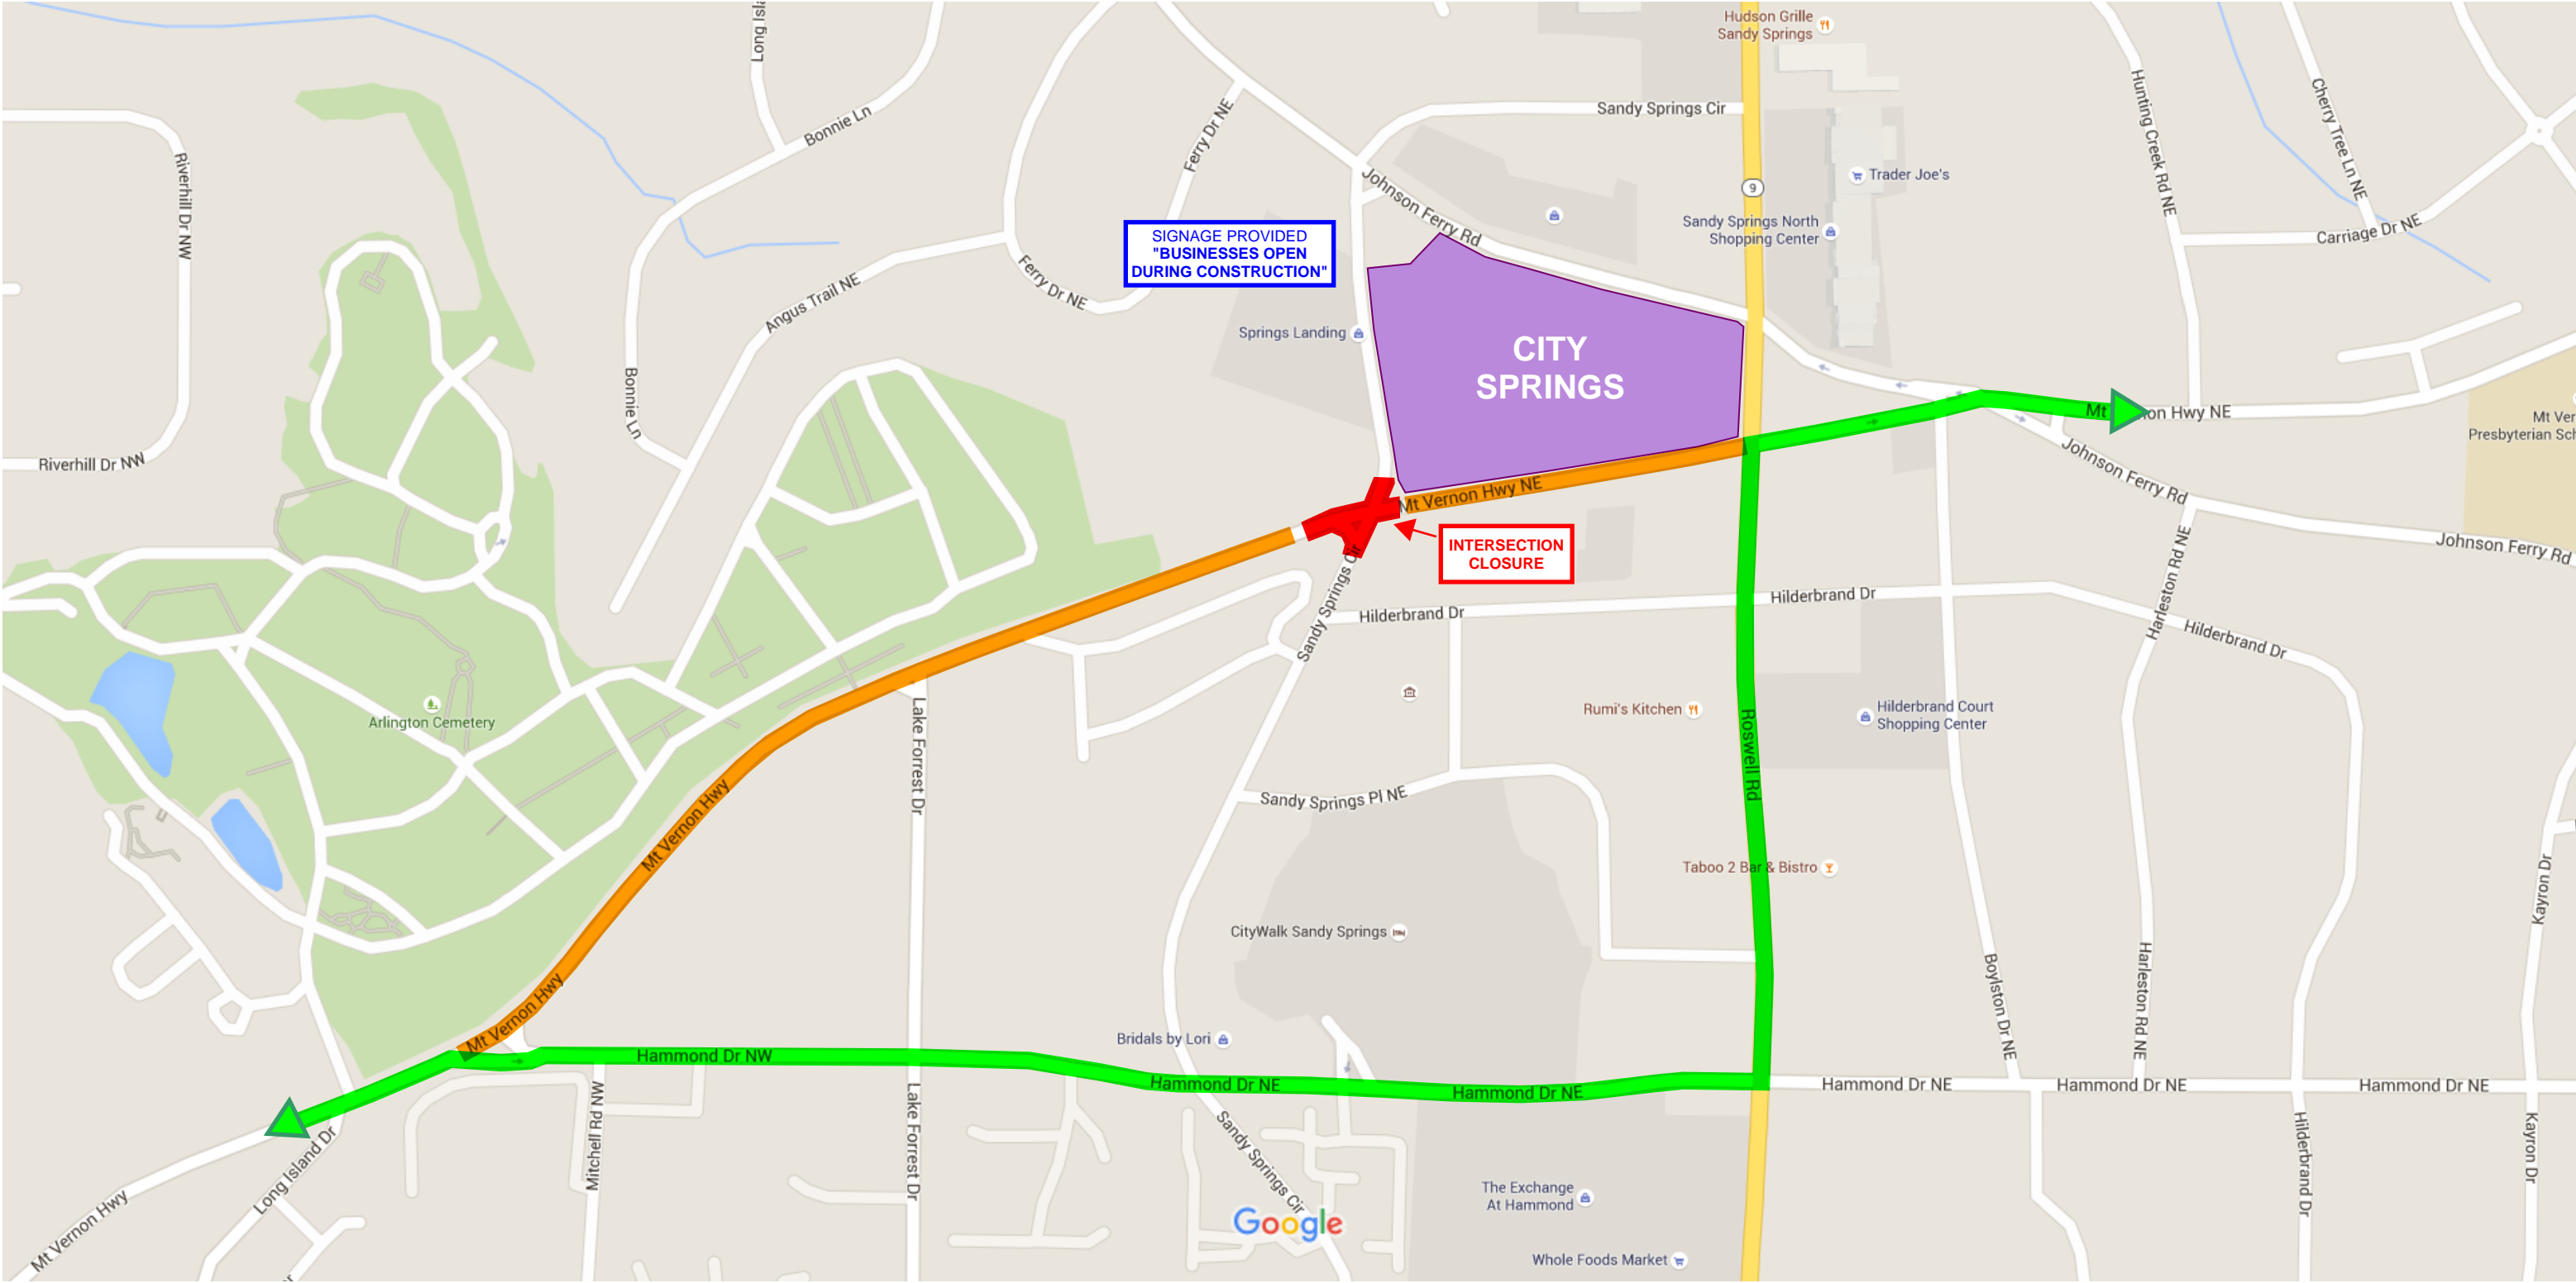 Hudson Grille
Sandy Springs
Long Isla
Sandy Springs Cir
Bonnie Ln
Ferry Dr NE
Hunting Creek Rd NE
Cherry Tree Ln NE
Riverhill Dr NW
Johnson Ferry Rd
9
Trader Joe's
Sandy Springs North
Shopping Center
Carriage Dr NE
SIGNAGE PROVIDED
"BUSINESSES OPEN
DURING CONSTRUCTION"
Ferry Dr NE
Angus Trail NE
Springs Landing
CITY
SPRINGS
Bonnie Ln
Mt
on Hwy NE
Mt Ver
Presbyterian Sch
Riverhill Dr NW
Johnson Ferry Rd
Mt Vernon Hwy NE
INTERSECTION
CLOSURE
Johnson Ferry Rd
Sandy Springs Cir
Hilderbrand Dr
Hilderbrand Dr
Harleston Rd NE
Hilderbrand Dr
Arlington Cemetery
Lake Forrest Dr
Rumi's Kitchen
Roswell Rd
Hilderbrand Court
Shopping Center
Mt Vernon Hwy
Sandy Springs Pl NE
Taboo 2 Bar & Bistro
Kayron Dr
CityWalk Sandy Springs
Boylston Dr NE
Harleston Rd NE
Mt Vernon Hwy
Bridals by Lori
Hammond Dr NW
Hammond Dr NE
Hammond Dr NE
Hammond Dr NE
Hammond Dr NE
Hammond Dr NE
Long Island Dr
Mitchell Rd NW
Lake Forrest Dr
Sandy Springs Cir
Hilderbrand Dr
Kayron Dr
Mt Vernon Hwy
The Exchange
At Hammond
Google
Whole Foods Market